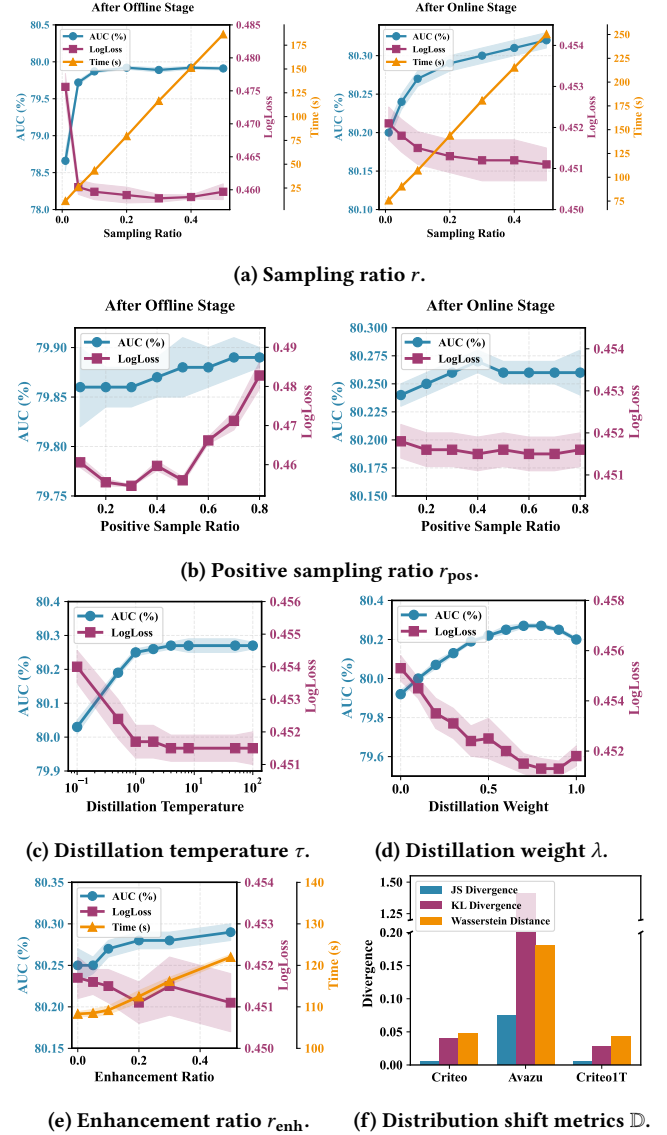 After Offline Stage
After Online Stage
AUC (%)
LogLoss
Time (s)
AUC (%)
LogLoss
Time (s)
80.5
80.0
79.5
79.0
78.5
78.0
0.485
0.475
0.465
0.460
175
150
125
100
75
50
25
80.30
80.25
80.20
80.15
80.10
0.454
0.453
0.452
0.451
0.450
250
225
200
175
150
125
100
75
AUC (%)
LogLoss
Time (s)
AUC (%)
LogLoss
Time (s)
0.0 0.2 0.4
0.0 0.2 0.4
Sampling Ratio
Sampling Ratio
(a) Sampling ratio r.
After Offline Stage
After Online Stage
AUC (%)
LogLoss
AUC (%)
LogLoss
79.90
79.85
79.80
79.75
0.49
0.48
0.47
0.46
80.300
80.275
80.250
80.225
80.200
80.175
80.150
0.454
0.453
0.452
0.451
AUC (%)
LogLoss
AUC (%)
LogLoss
0.2 0.4 0.6 0.8
0.2 0.4 0.6 0.8
Positive Sample Ratio
Positive Sample Ratio
(b) Positive sampling ratio rpos.
AUC (%)
LogLoss
AUC (%)
LogLoss
80.4
80.3
80.2
80.1
80.0
79.9
0.456
0.455
0.454
0.453
0.452
0.451
80.4
80.2
80.0
79.8
79.6
0.458
0.456
0.454
0.452
AUC (%)
LogLoss
AUC (%)
LogLoss
10⁻¹ 10⁰ 10¹ 10²
0.0 0.5 1.0
Distillation Temperature
Distillation Weight
(c) Distillation temperature τ.
(d) Distillation weight λ.
AUC (%)
LogLoss
Time (s)
80.35
80.30
80.25
80.20
80.15
0.454
0.453
0.452
0.451
0.450
140
130
120
110
100
AUC (%)
LogLoss
Time (s)
0.0 0.2 0.4
Enhancement Ratio
JS Divergence
KL Divergence
Wasserstein Distance
1.50
1.25
0.20
0.15
0.10
0.05
0.00
Divergence
Criteo Avazu Criteo1T
(e) Enhancement ratio renh.
(f) Distribution shift metrics 𝔻.